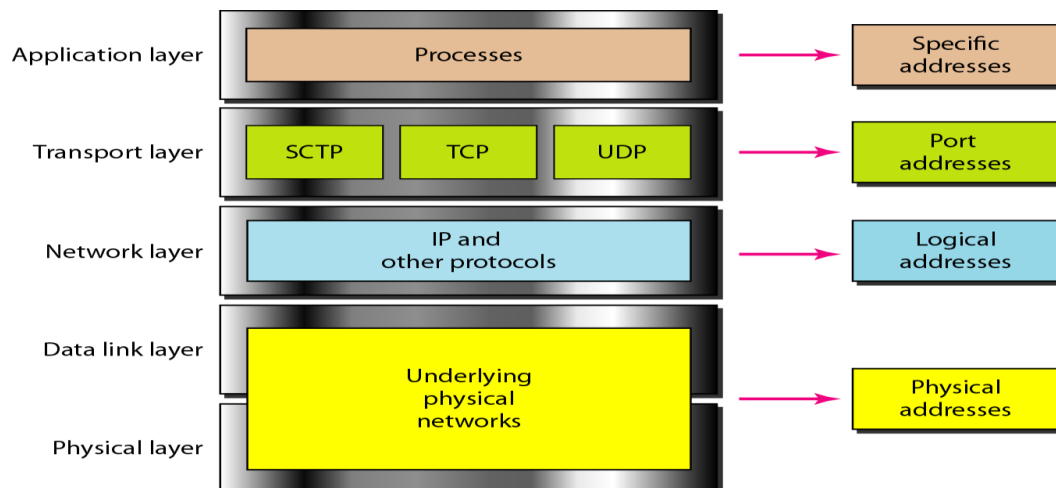 Application layer
Processes
Specific
addresses
Transport layer
SCTP
TCP
UDP
Port
addresses
Network layer
IP and
other protocols
Logical
addresses
Data link layer
Underlying
physical
networks
Physical
addresses
Physical layer